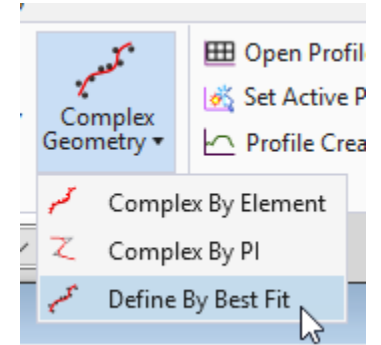 Complex
Geometry
Open Profil
Set Active P
Profile Crea
Complex By Element
Complex By PI
Define By Best Fit